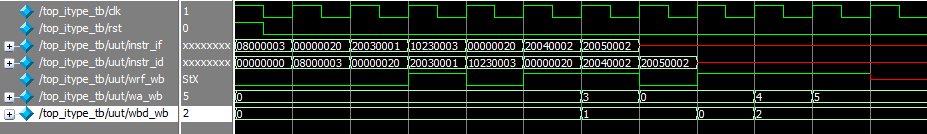 /top_itype_tb/clk 1
/top_itype_tb/rst 0
/top_itype_tb/uut/instr_if xxxxxxxx 08000003 00000020 20030001 10230003 00000020 20040002 20050002
/top_itype_tb/uut/instr_id xxxxxxxx 00000000 08000003 00000020 20030001 10230003 00000020 20040002 20050002
/top_itype_tb/uut/wrf_wb StX
/top_itype_tb/uut/wa_wb 5 0 3 0 4 5
/top_itype_tb/uut/wbd_wb 2 0 1 0 2